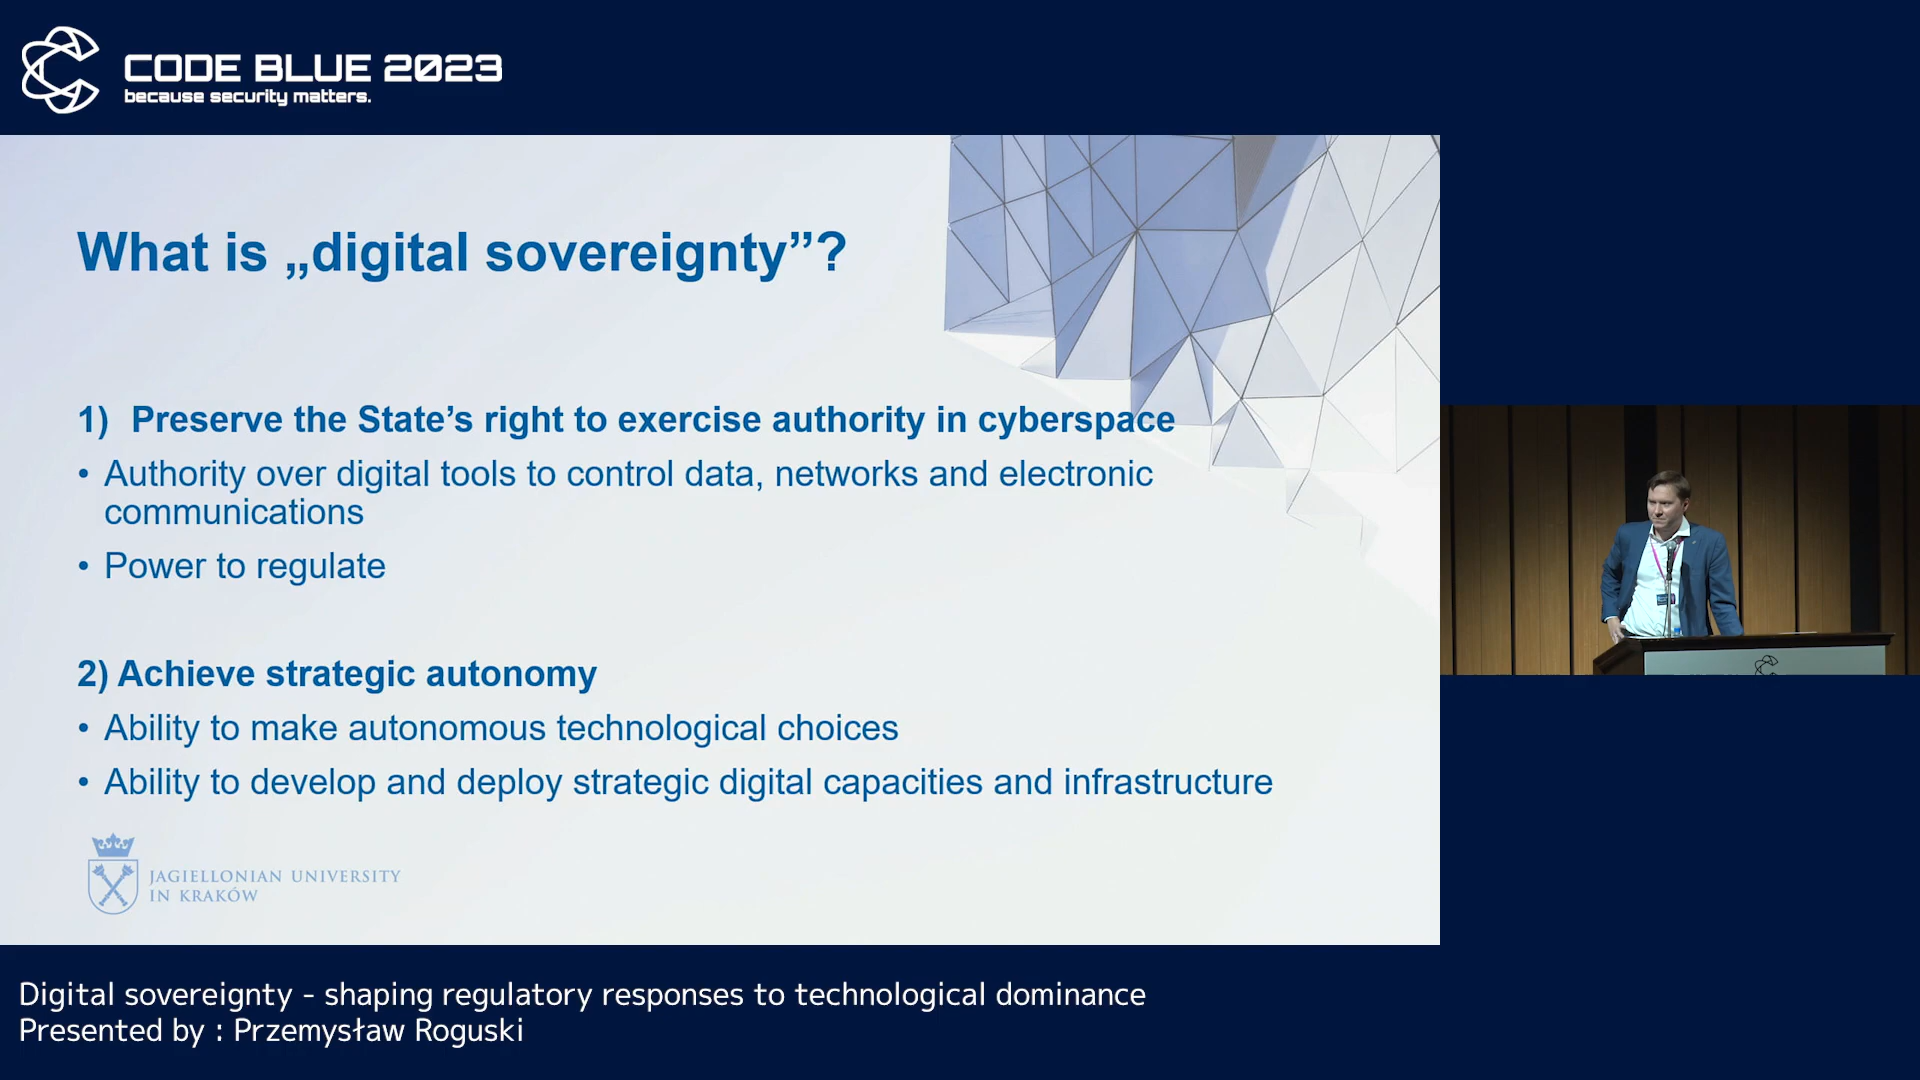 CODE BLUE 2023
because security matters.
What is „digital sovereignty”?
1) Preserve the State’s right to exercise authority in cyberspace
• Authority over digital tools to control data, networks and electronic
communications
• Power to regulate
2) Achieve strategic autonomy
• Ability to make autonomous technological choices
• Ability to develop and deploy strategic digital capacities and infrastructure
JAGIELLONIAN UNIVERSITY
IN KRAKÓW
Digital sovereignty - shaping regulatory responses to technological dominance
Presented by : Przemysław Roguski